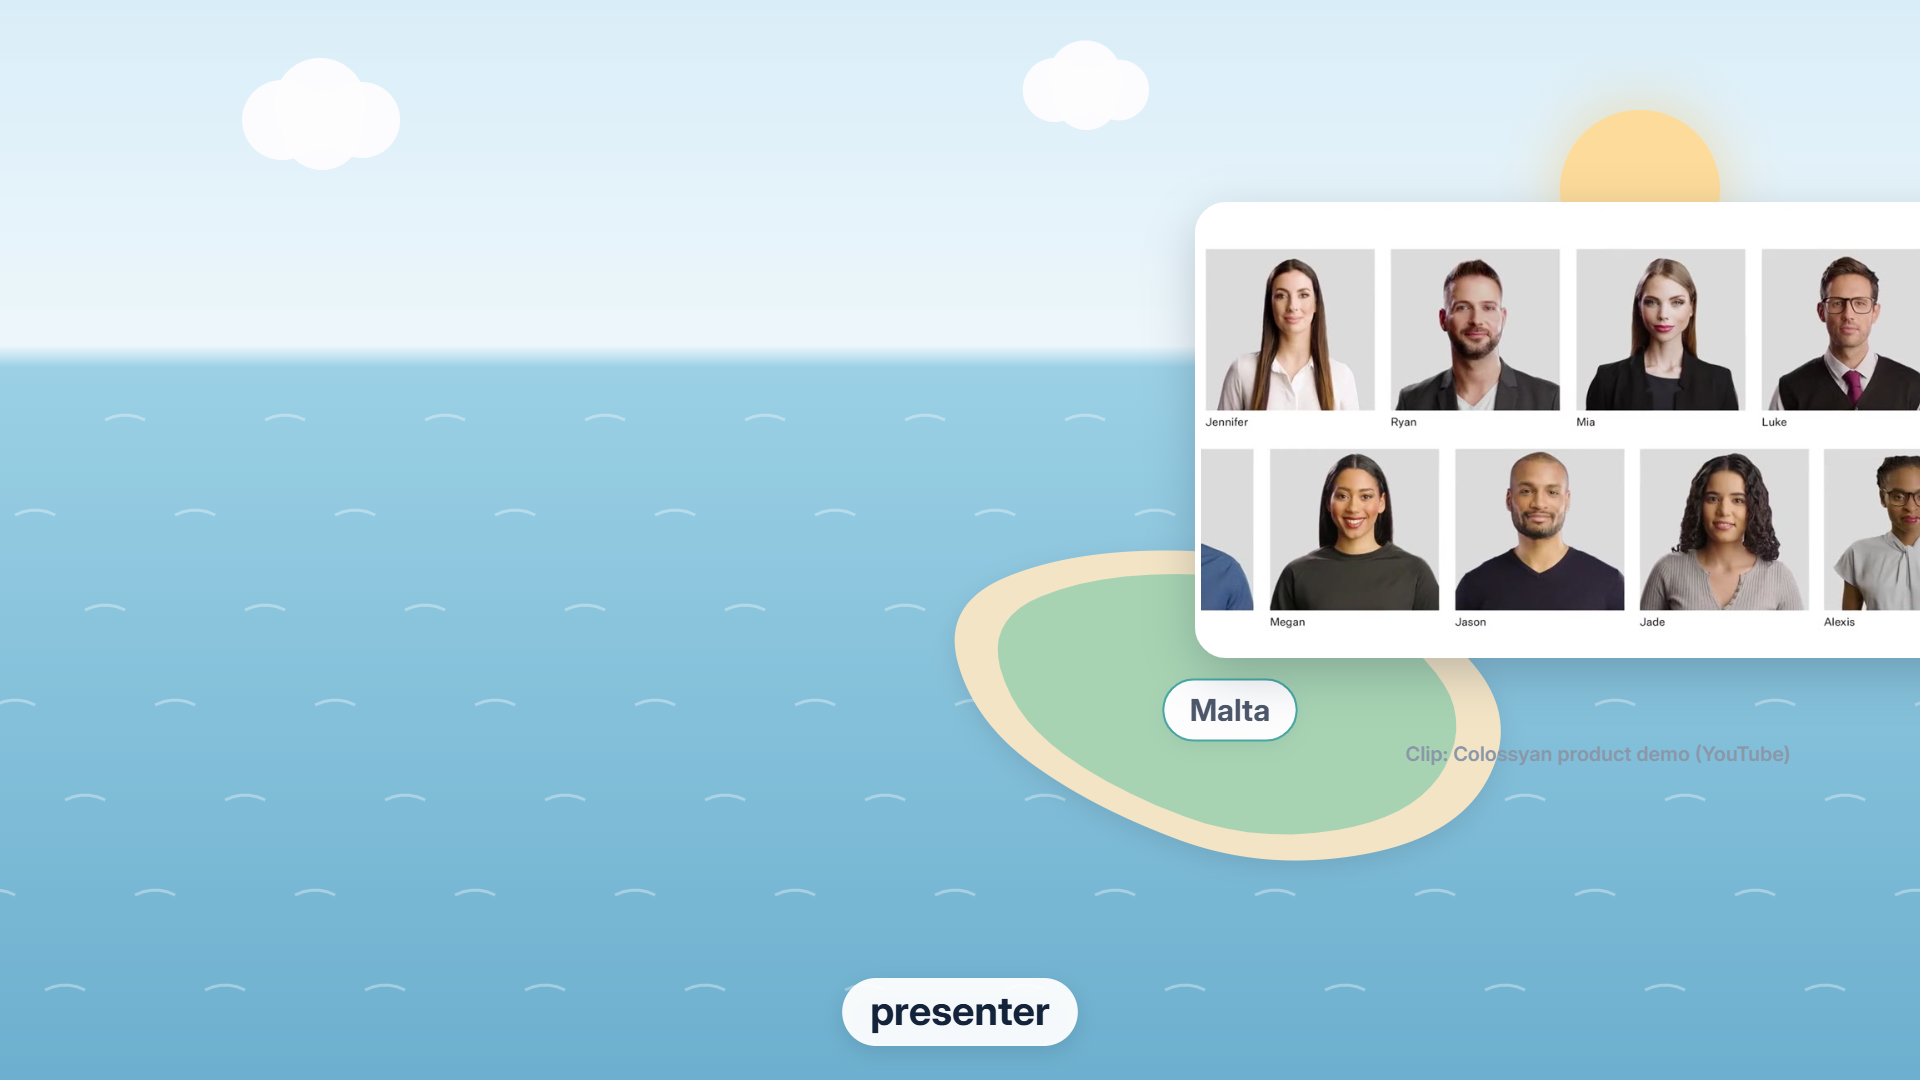 Jennifer
Ryan
Mia
Luke
Megan
Jason
Jade
Alexis
Malta
Clip: Colossyan product demo (YouTube)
presenter